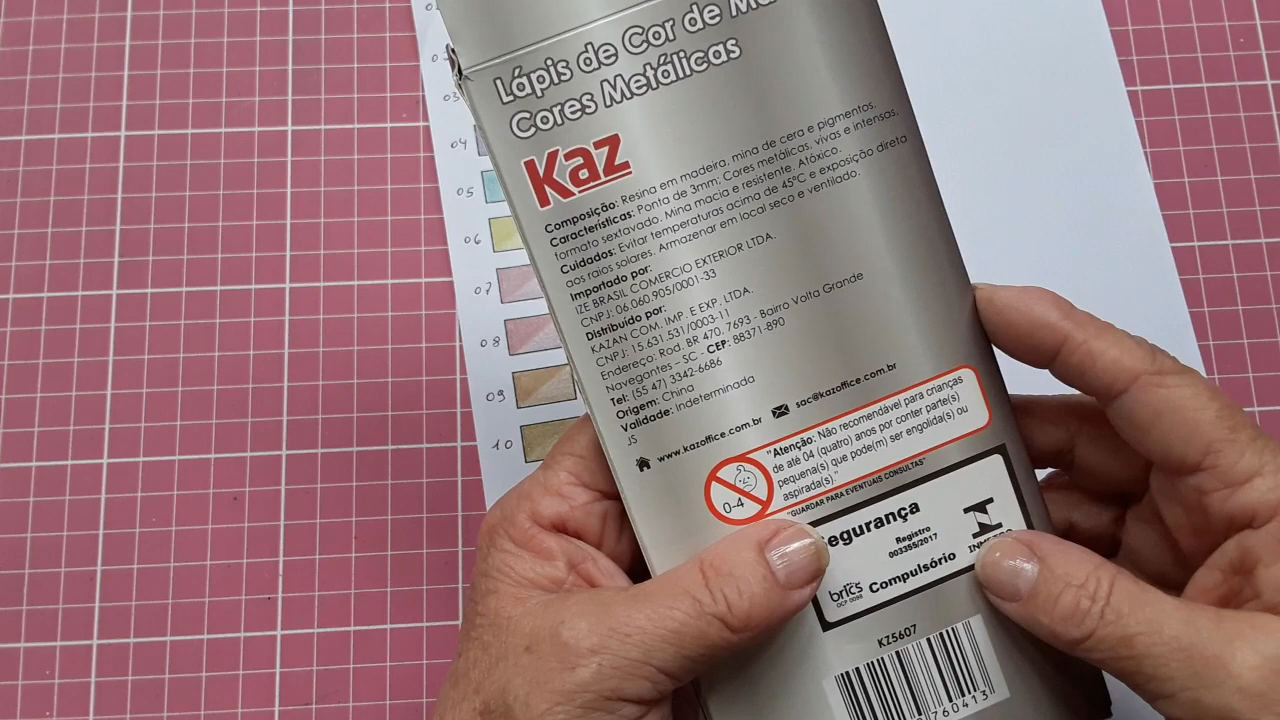 Lápis de Cor de
Cores Metálicas
Kaz
Composição: Resina em madeira, mina de cera e pigmentos.
Características: Ponta de 3mm; Cores metálicas, vivas e intensas,
formato sextavado. Mina macia e resistente. Atóxico.
Cuidados: Evitar temperaturas acima de 45°C e exposição direta
aos raios solares. Armazenar em local seco e ventilado.
Importado por:
IZE BRASIL COMERCIO EXTERIOR LTDA.
CNPJ: 06.060.905/0001-33
Distribuido por:
KAZAN COM. IMP. E EXP. LTDA.
CNPJ: 15.631.531/0003-11
Endereço: Rod. BR 470, 7693 - Bairro Volta Grande
Navegantes – SC - CEP: 88371-890
Tel: (55 47) 3342-6686
Origem: China
Validade: Indeterminada
JS
www.kazoffice.com.br sac@kazoffice.com.br
0-4
"Atenção: Não recomendável para crianças
de até 04 (quatro) anos por conter parte(s)
pequena(s) que pode(m) ser engolida(s) ou
aspirada(s)."
"GUARDAR PARA EVENTUAIS CONSULTAS"
Segurança
Registro
003355/2017
Compulsório
brics
OCP 0098
INMETRO
KZ5607
760413
03
04
05
06
07
08
09
10